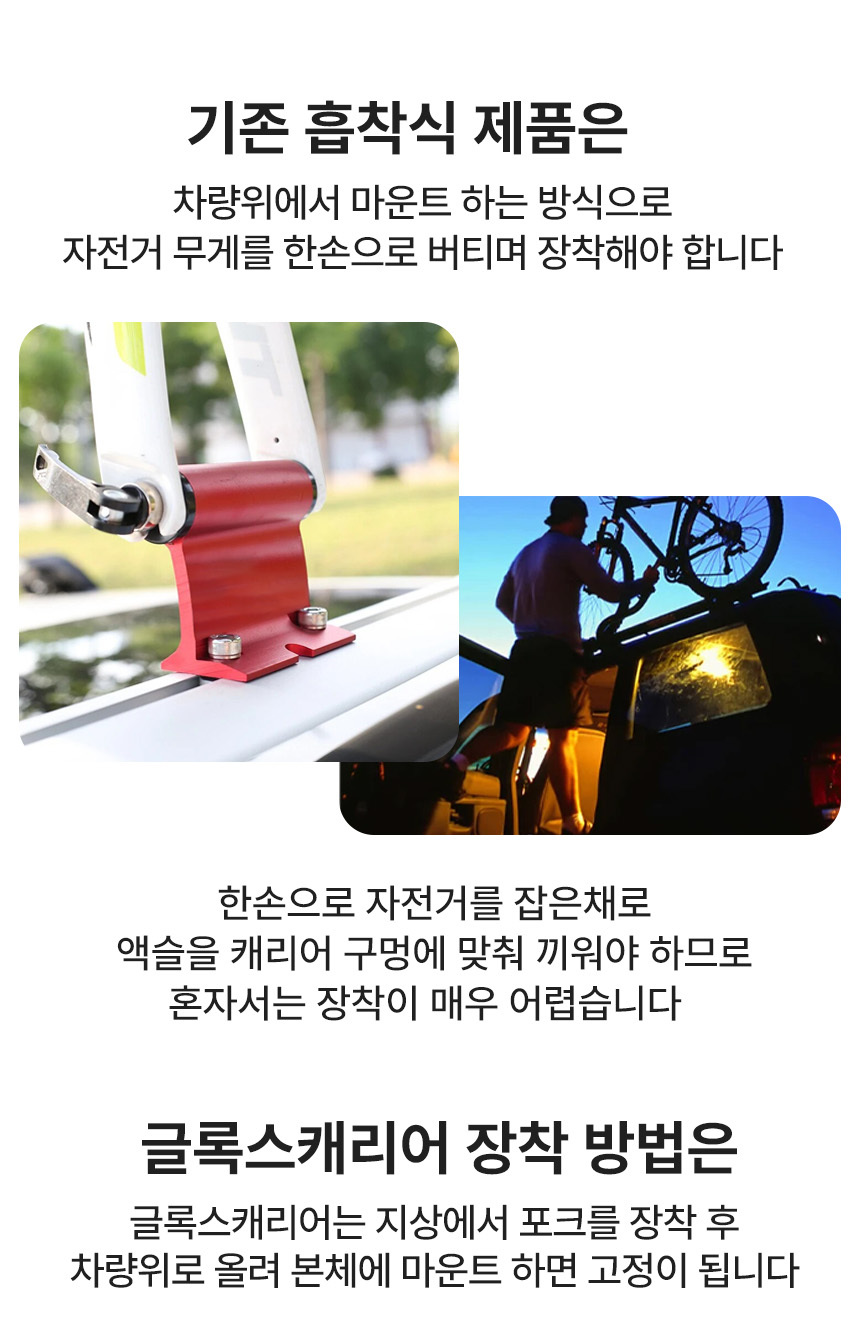 기존 흡착식 제품은
차량위에서 마운트 하는 방식으로
자전거 무게를 한손으로 버티며 장착해야 합니다
한손으로 자전거를 잡은채로
액슬을 캐리어 구멍에 맞춰 끼워야 하므로
혼자서는 장착이 매우 어렵습니다
글록스캐리어 장착 방법은
글록스캐리어는 지상에서 포크를 장착 후
차량위로 올려 본체에 마운트 하면 고정이 됩니다